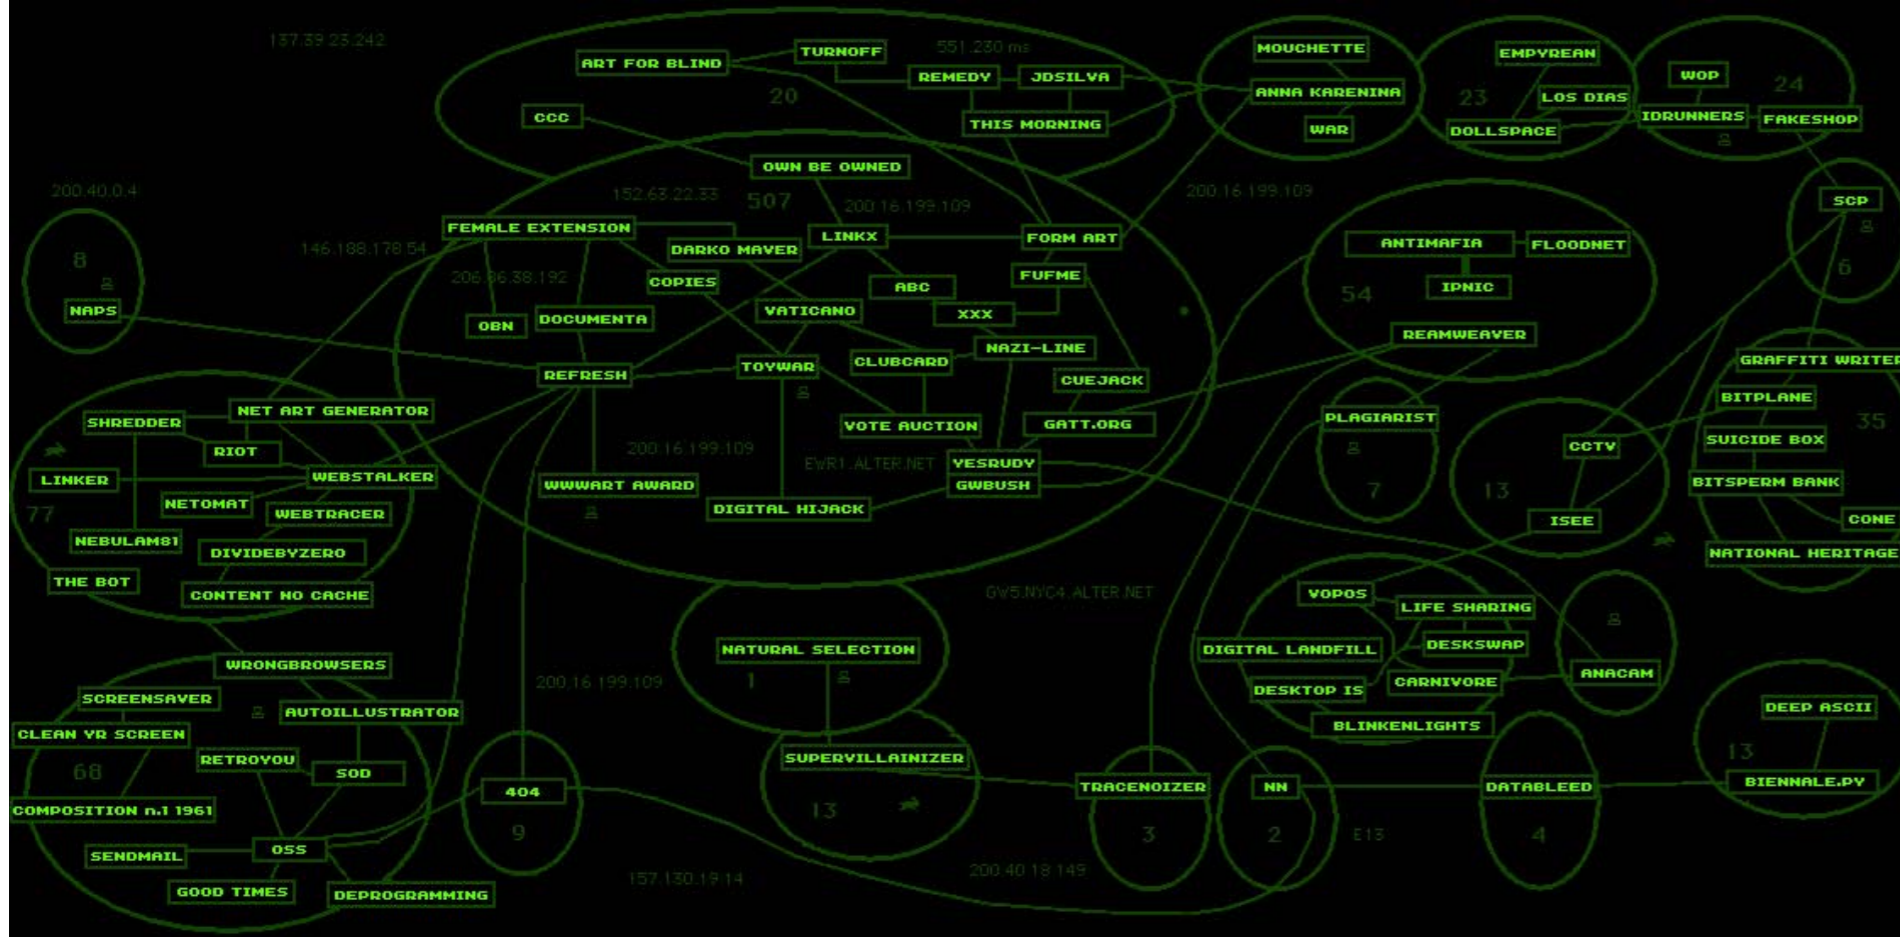 137.39.23.242
ART FOR BLIND
TURNOFF
551.230 ms
REMEDY
JDSILVA
20
CCC
THIS MORNING
MOUCHETTE
ANNA KARENINA
WAR
EMPYREAN
23
LOS DIAS
DOLLSPACE
WOP
24
IDRUNNERS
FAKESHOP
OWN BE OWNED
200.40.0.4
152.63.22.33
507
200.16.199.109
200.16.199.109
SCP
6
FEMALE EXTENSION
146.188.178.54
DARKO MAVER
LINKX
FORM ART
206.86.38.192
COPIES
ABC
FUFME
8
NAPS
OBN
DOCUMENTA
VATICANO
XXX
ANTIMAFIA
FLOODNET
54
IPNIC
REAMWEAVER
REFRESH
TOYWAR
CLUBCARD
NAZI-LINE
CUEJACK
GRAFFITI WRITER
BITPLANE
35
SUICIDE BOX
BITSPERM BANK
CONE
NATIONAL HERITAGE
NET ART GENERATOR
SHREDDER
RIOT
LINKER
WEBSTALKER
77
NETOMAT
WEBTRACER
NEBULAM81
DIVIDEBYZERO
THE BOT
CONTENT NO CACHE
VOTE AUCTION
GATT.ORG
200.16.199.109
EWR1.ALTER.NET
YESRUDY
GWBUSH
WWWART AWARD
DIGITAL HIJACK
PLAGIARIST
7
CCTV
13
ISEE
GW5.NYC4.ALTER.NET
VOPOS
LIFE SHARING
DIGITAL LANDFILL
DESKSWAP
DESKTOP IS
CARNIVORE
BLINKENLIGHTS
ANACAM
NATURAL SELECTION
1
WRONGBROWSERS
SCREENSAVER
AUTOILLUSTRATOR
CLEAN YR SCREEN
RETROYOU
68
SOD
COMPOSITION n.1 1961
OSS
SENDMAIL
GOOD TIMES
DEPROGRAMMING
200.16.199.109
404
9
SUPERVILLAINIZER
13
TRACENOIZER
3
NN
2
E13
DATABLEED
4
DEEP ASCII
13
BIENNALE.PY
157.130.19.14
200.40.18.149